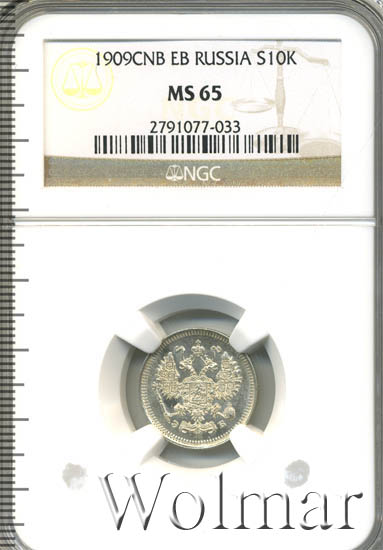 1909CNB EB RUSSIA S10K
MS 65
2791077-033
NGC
Э Б
Wolmar